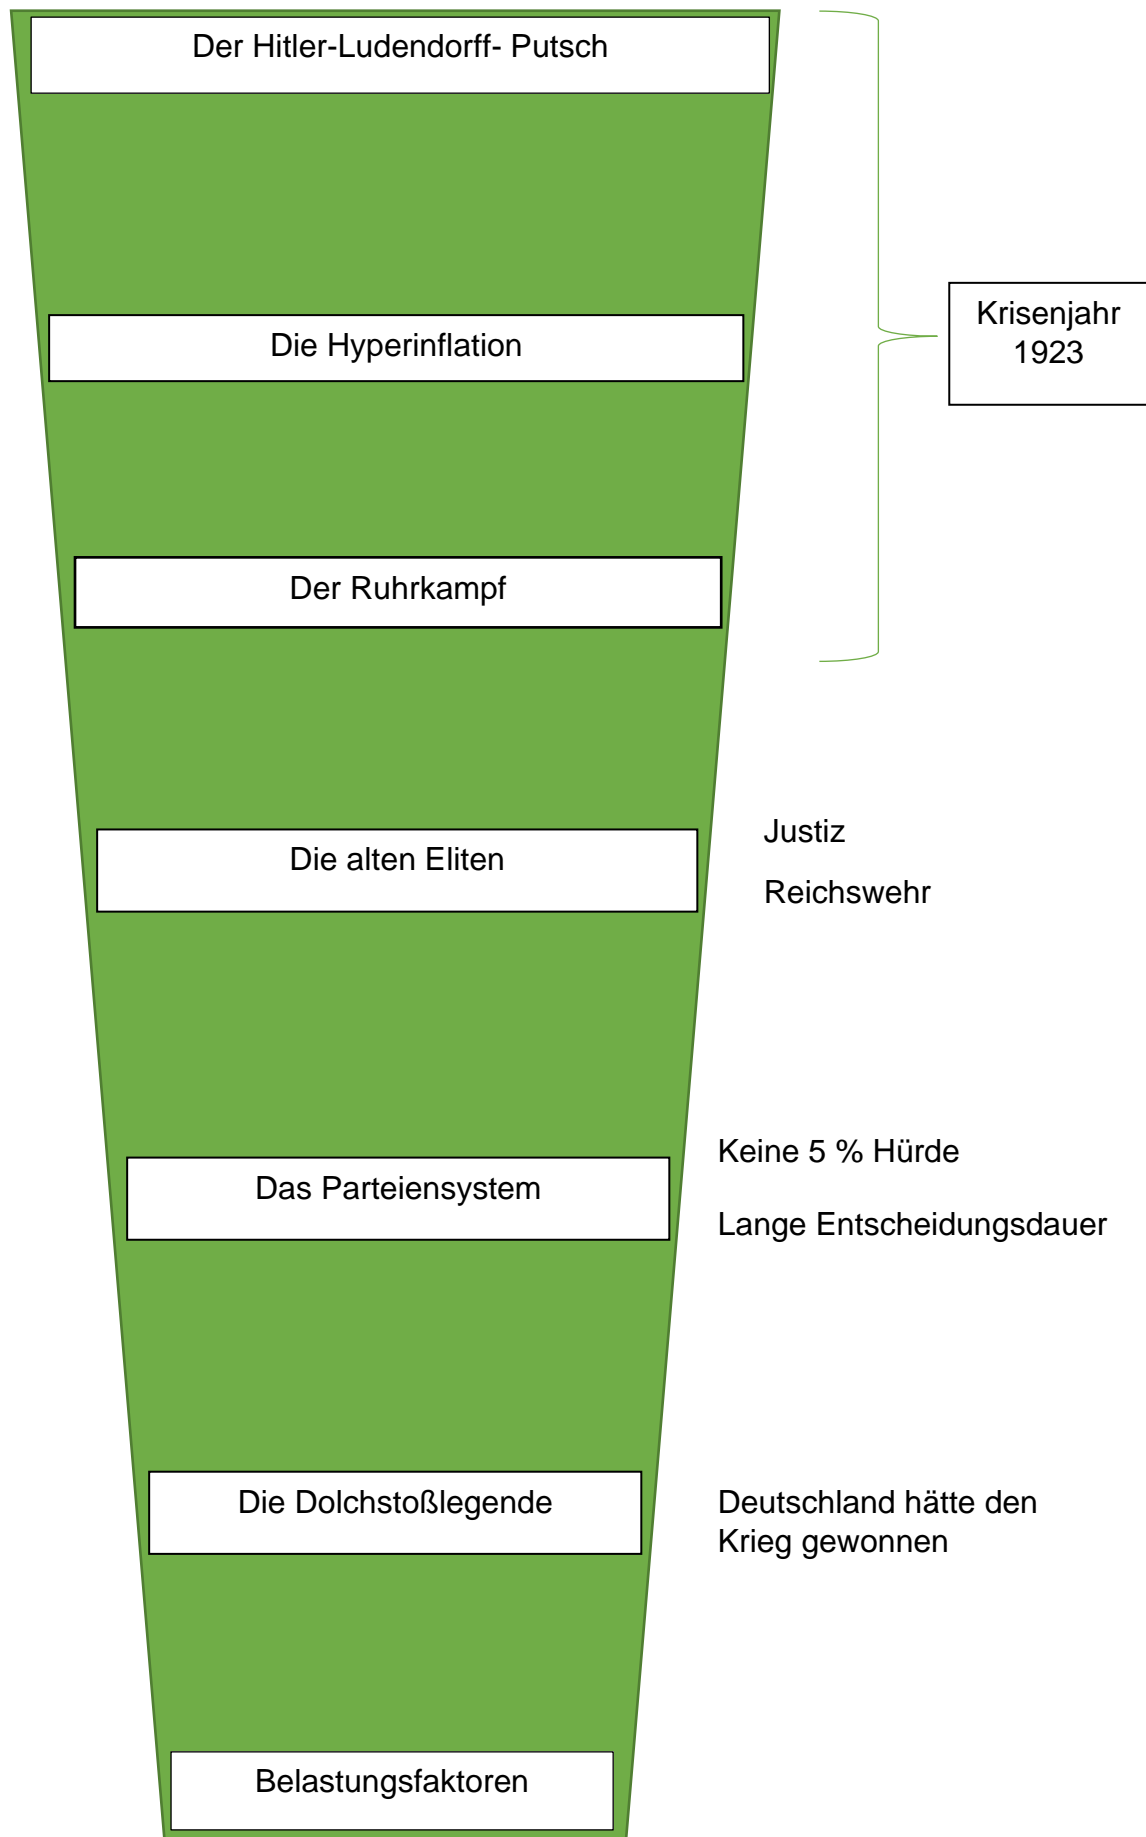 Der Hitler-Ludendorff- Putsch
Die Hyperinflation
Krisenjahr
1923
Der Ruhrkampf
Die alten Eliten
Justiz
Reichswehr
Das Parteiensystem
Keine 5 % Hürde
Lange Entscheidungsdauer
Die Dolchstoßlegende
Deutschland hätte den
Krieg gewonnen
Belastungsfaktoren